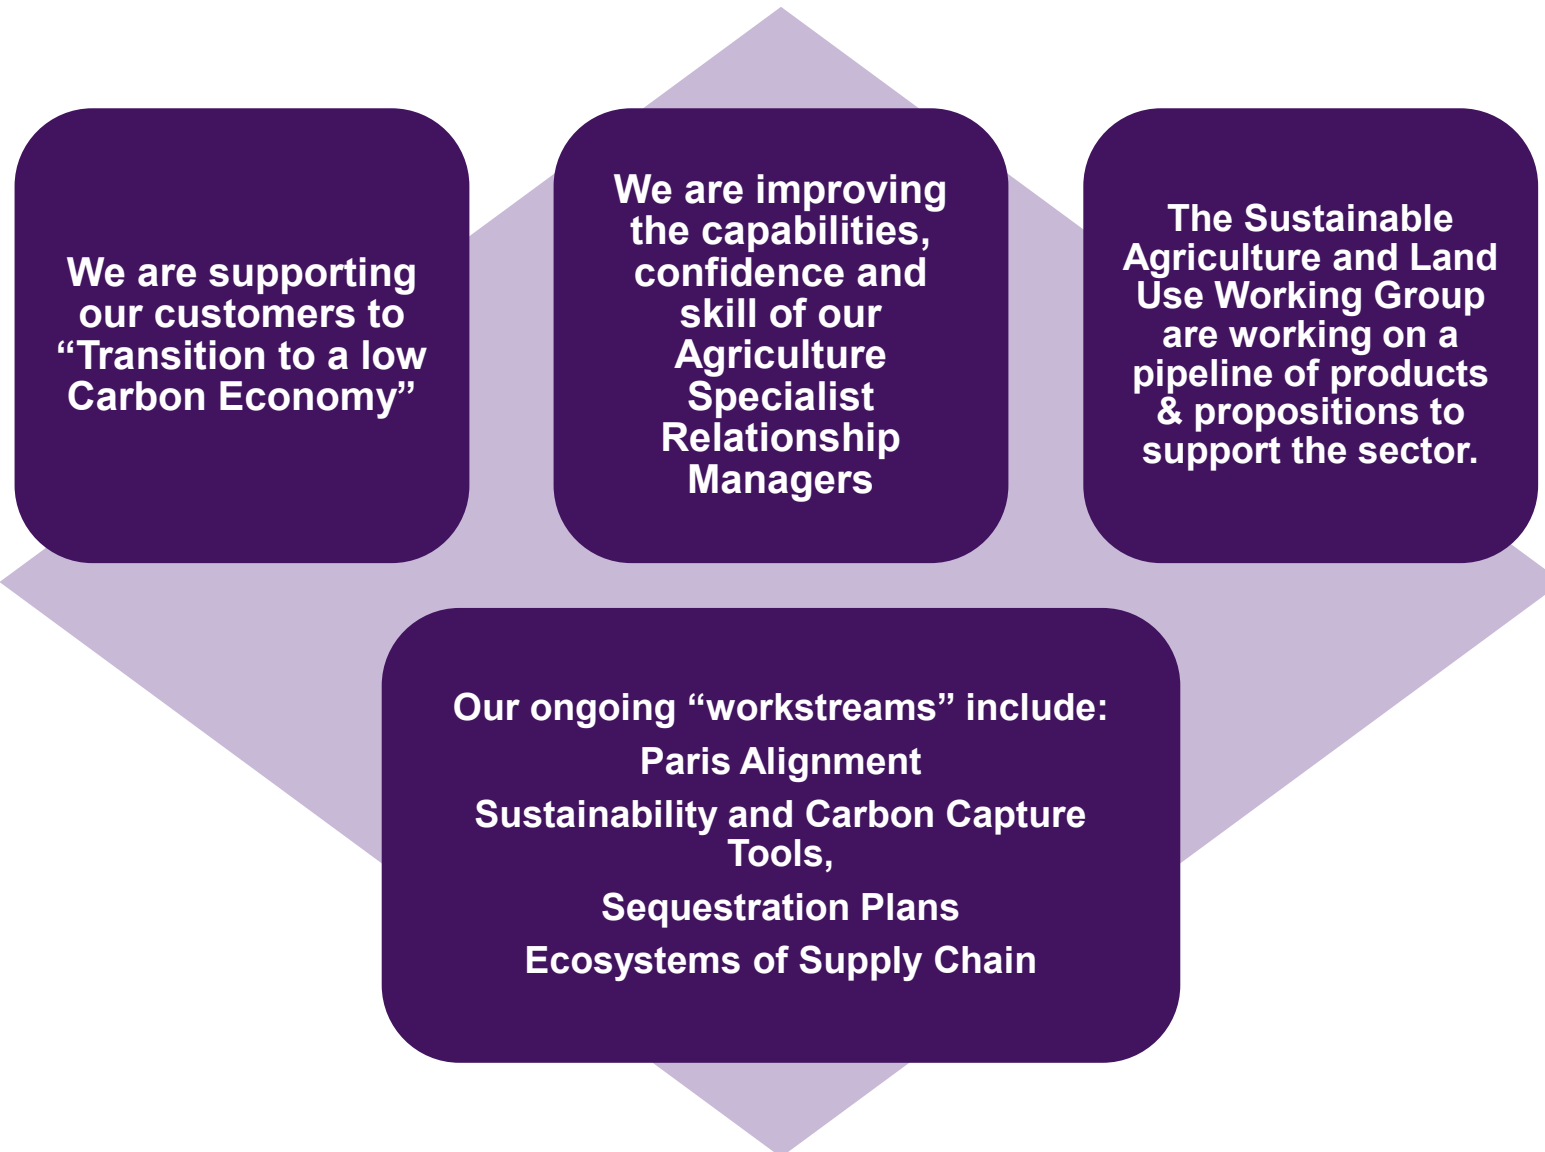 We are supporting
our customers to
“Transition to a low
Carbon Economy”
We are improving
the capabilities,
confidence and
skill of our
Agriculture
Specialist
Relationship
Managers
The Sustainable
Agriculture and Land
Use Working Group
are working on a
pipeline of products
& propositions to
support the sector.
Our ongoing “workstreams” include:
Paris Alignment
Sustainability and Carbon Capture
Tools,
Sequestration Plans
Ecosystems of Supply Chain